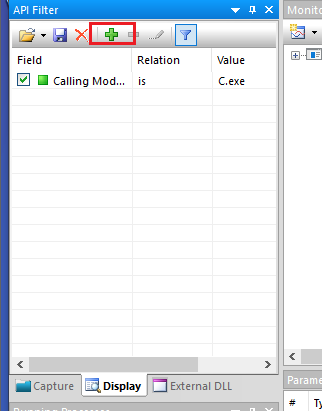 API Filter
Monito
Field Relation Value
Calling Mod... is C.exe
Capture Display External DLL
Parame
# Ty